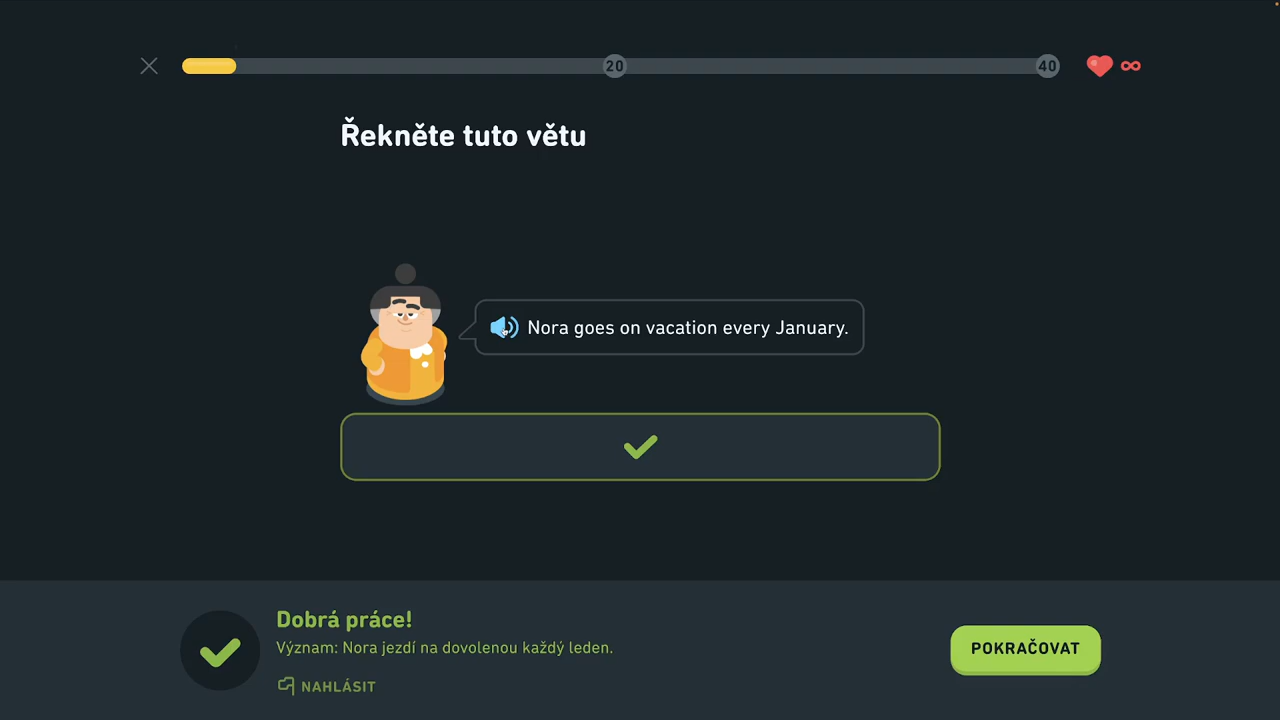 20
40
∞
Řekněte tuto větu
Nora goes on vacation every January.
Dobrá práce!
Význam: Nora jezdí na dovolenou každý leden.
NAHLÁSIT
POKRAČOVAT